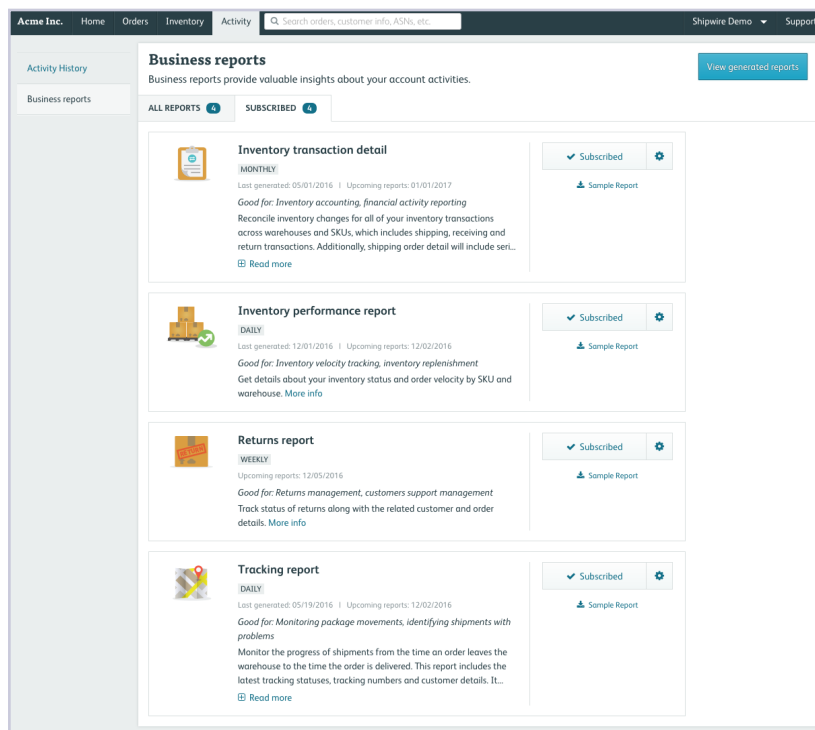 Acme Inc. Home Orders Inventory Activity Search orders, customer info, ASNs, etc. Shipwire Demo Support
Activity History
Business reports
Business reports
Business reports provide valuable insights about your account activities.
View generated reports
ALL REPORTS 4 SUBSCRIBED 4
Inventory transaction detail
MONTHLY
Last generated: 05/01/2016 | Upcoming reports: 01/01/2017
Good for: Inventory accounting, financial activity reporting
Reconcile inventory changes for all of your inventory transactions
across warehouses and SKUs, which includes shipping, receiving and
return transactions. Additionally, shipping order detail will include seri...
Read more
Subscribed
Sample Report
Inventory performance report
DAILY
Last generated: 12/01/2016 | Upcoming reports: 12/02/2016
Good for: Inventory velocity tracking, inventory replenishment
Get details about your inventory status and order velocity by SKU and
warehouse. More info
Subscribed
Sample Report
RETURN
Returns report
WEEKLY
Upcoming reports: 12/05/2016
Good for: Returns management, customers support management
Track status of returns along with the related customer and order
details. More info
Subscribed
Sample Report
Tracking report
DAILY
Last generated: 05/19/2016 | Upcoming reports: 12/02/2016
Good for: Monitoring package movements, identifying shipments with
problems
Monitor the progress of shipments from the time an order leaves the
warehouse to the time the order is delivered. This report includes the
latest tracking statuses, tracking numbers and customer details. It...
Read more
Subscribed
Sample Report